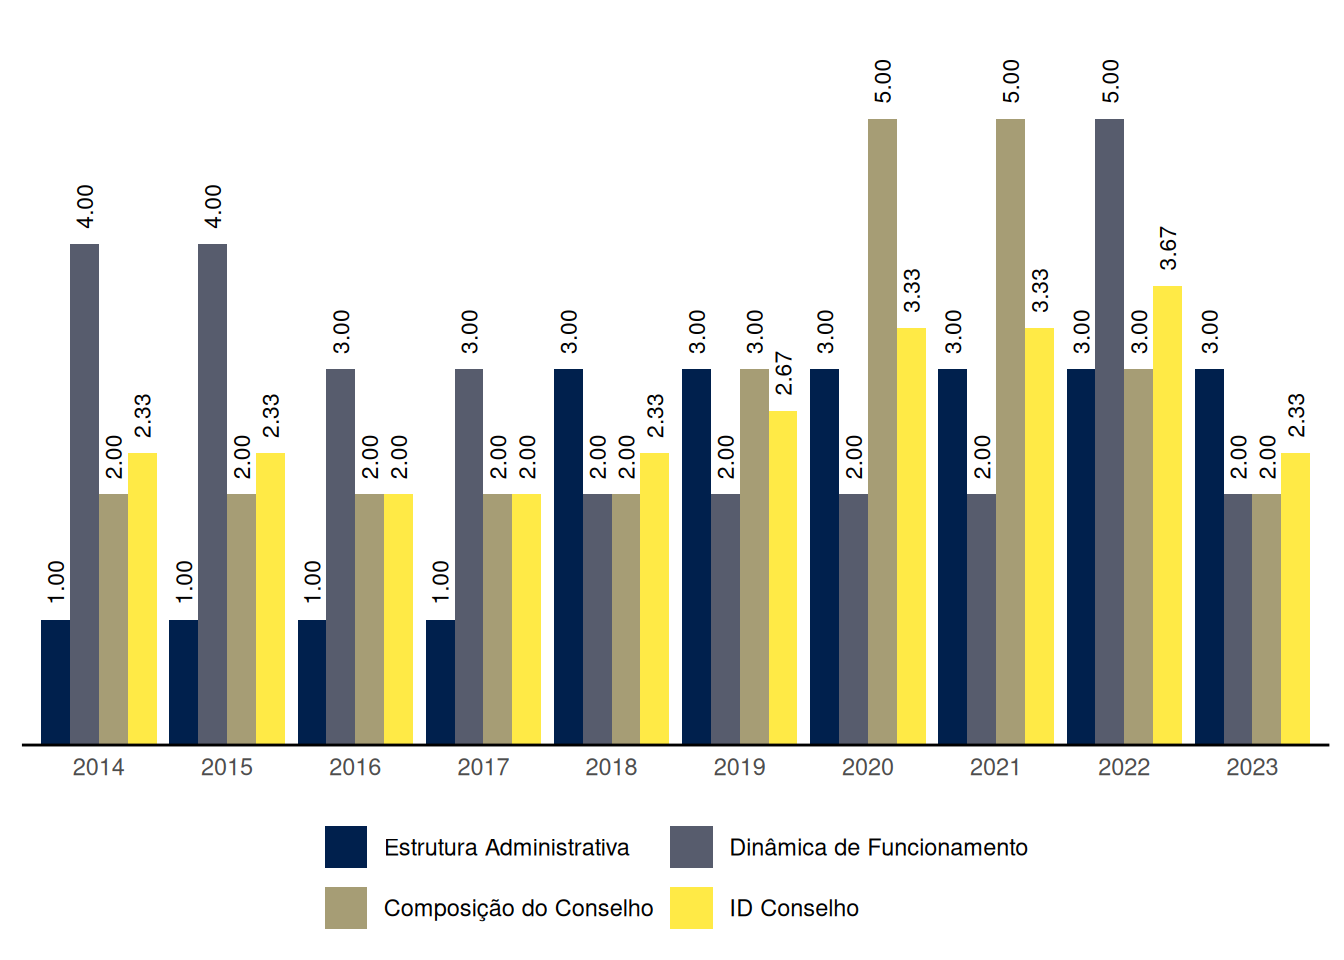 1.00 4.00 2.00 2.33
1.00 4.00 2.00 2.33
1.00 3.00 2.00 2.00
1.00 3.00 2.00 2.00
3.00 2.00 2.00 2.33
3.00 2.00 3.00 2.67
3.00 2.00 5.00 3.33
3.00 2.00 5.00 3.33
3.00 5.00 3.00 3.67
3.00 2.00 2.00 2.33
2014 2015 2016 2017 2018 2019 2020 2021 2022 2023
Estrutura Administrativa Dinâmica de Funcionamento
Composição do Conselho ID Conselho